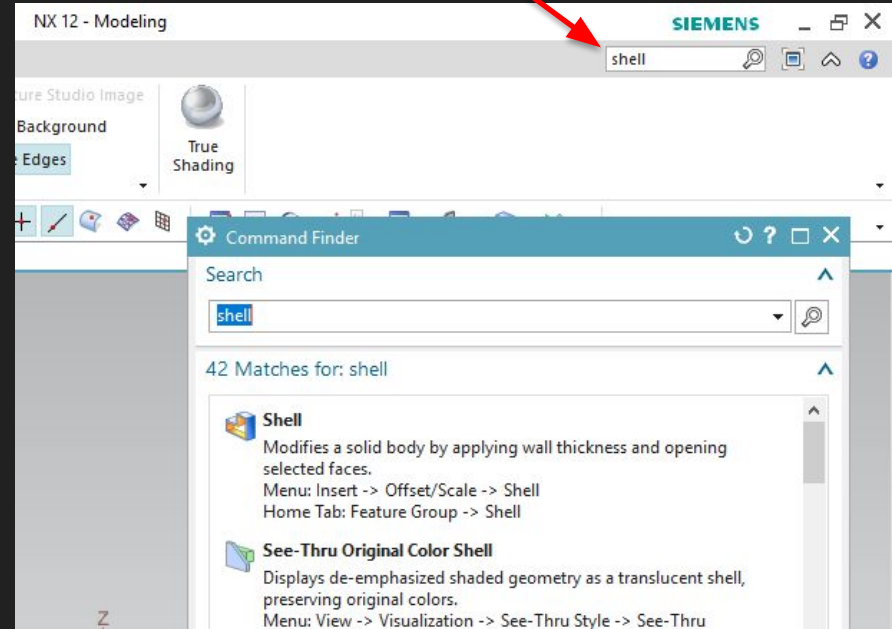 NX 12 - Modeling
SIEMENS
shell
ture Studio Image
Background
Edges
True
Shading
Command Finder
Search
shell
42 Matches for: shell
Shell
Modifies a solid body by applying wall thickness and opening
selected faces.
Menu: Insert -> Offset/Scale -> Shell
Home Tab: Feature Group -> Shell
See-Thru Original Color Shell
Displays de-emphasized shaded geometry as a translucent shell,
preserving original colors.
Menu: View -> Visualization -> See-Thru Style -> See-Thru
Z